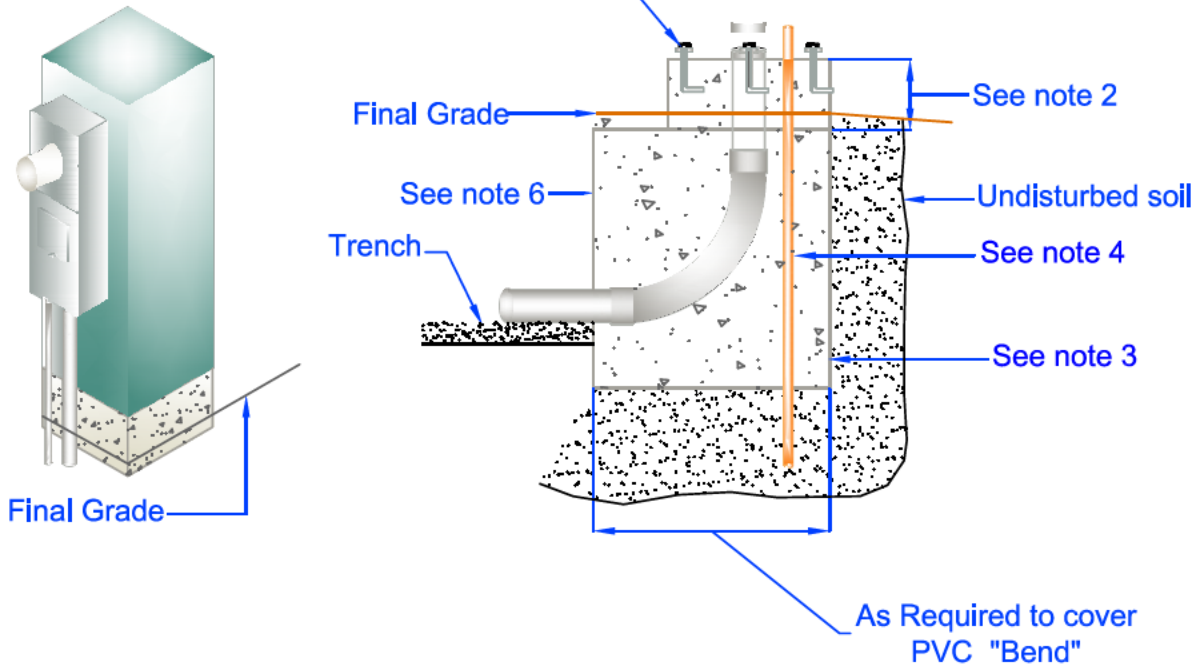 See note 2
Final Grade
See note 6
Undisturbed soil
Trench
See note 4
See note 3
Final Grade
As Required to cover
PVC "Bend"